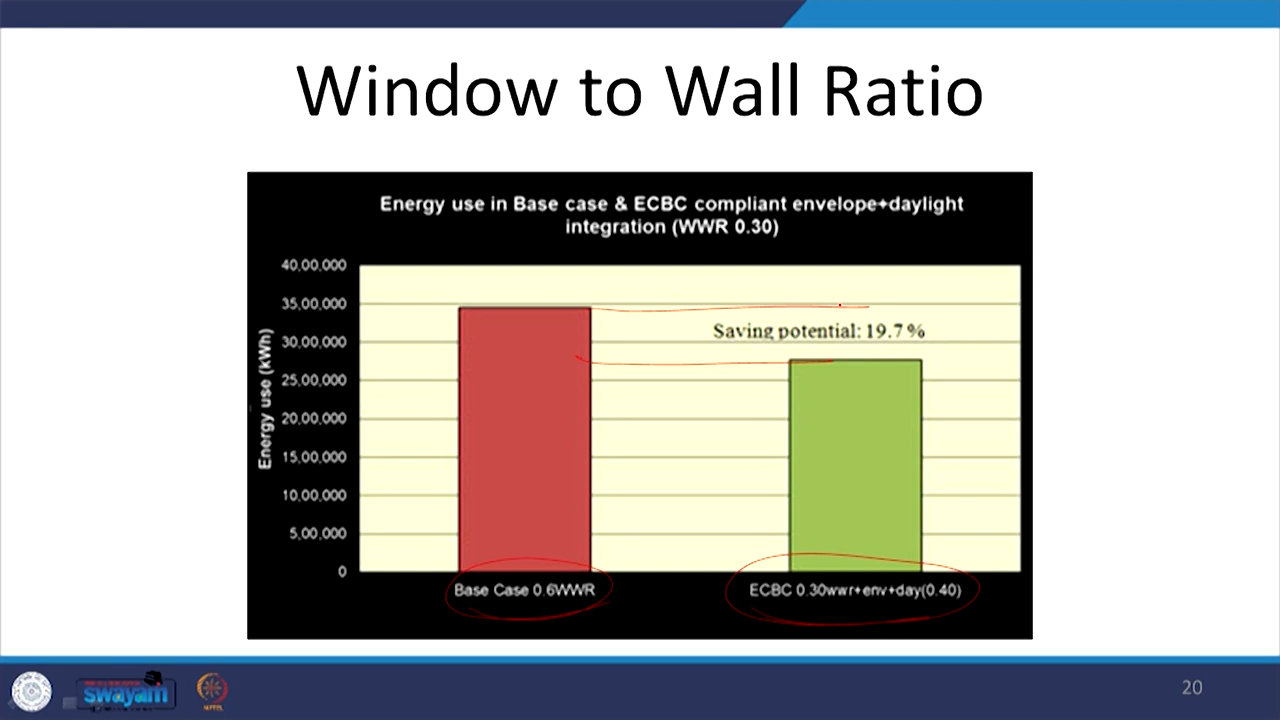 Window to Wall Ratio
Energy use in Base case & ECBC compliant envelope+daylight
integration (WWR 0.30)
Energy use (kWh)
40,00,000
35,00,000
30,00,000
25,00,000
20,00,000
15,00,000
10,00,000
5,00,000
0
Saving potential: 19.7 %
Base Case 0.6WWR
ECBC 0.30wwr+env+day(0.40)
swayam
20